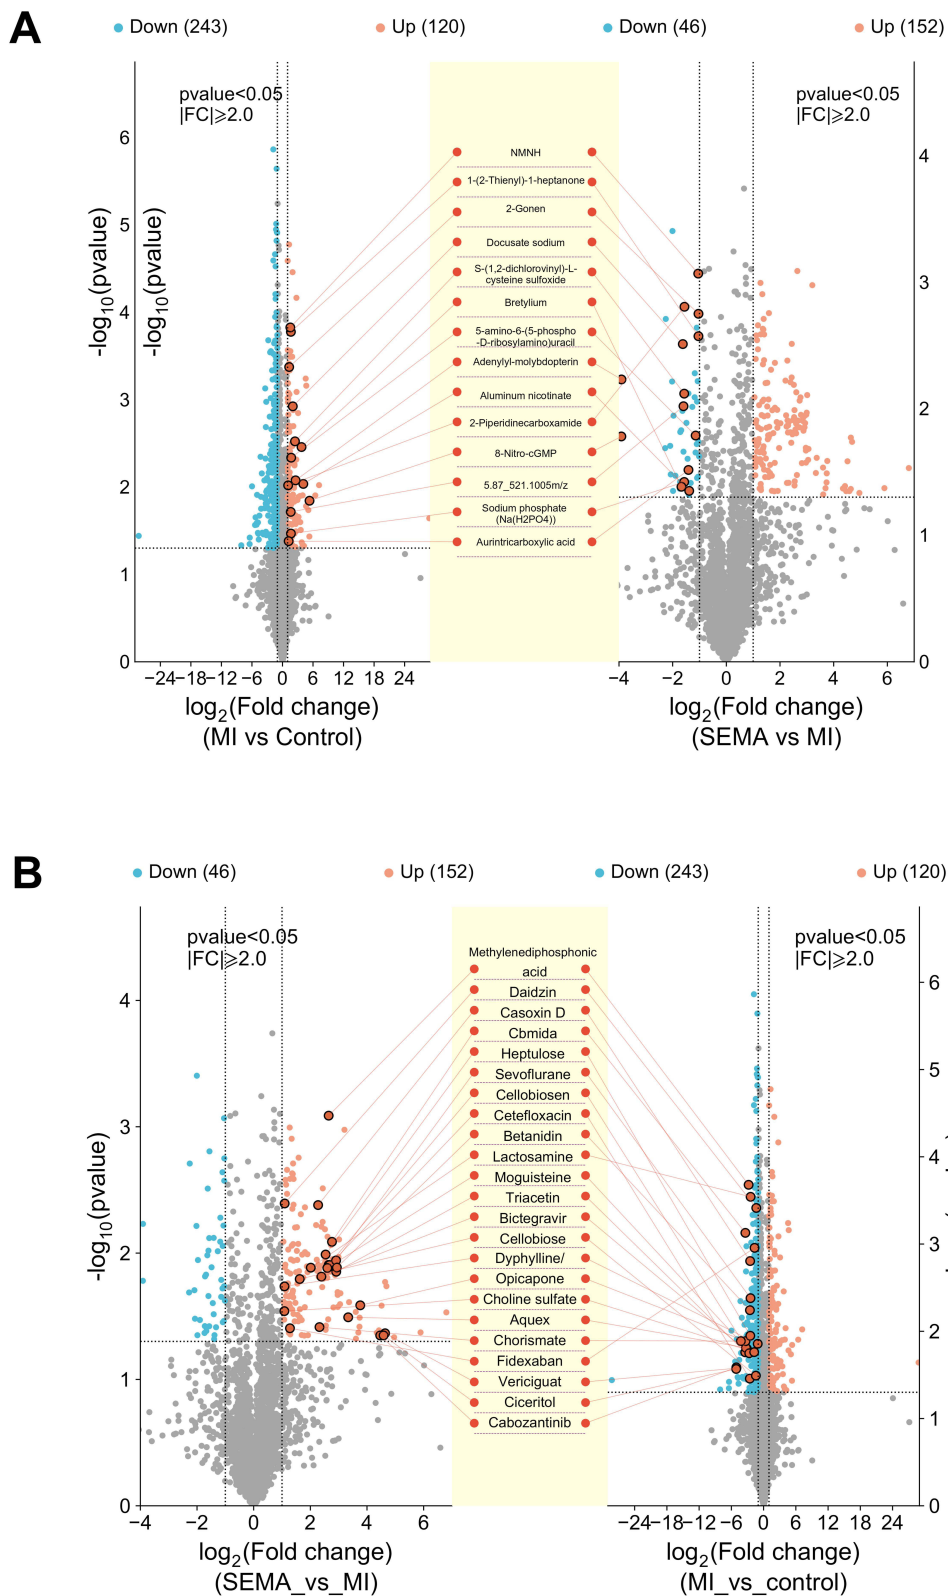 A
Down (243)
Up (120)
Down (46)
Up (152)
pvalue<0.05
|FC|⩾2.0
pvalue<0.05
|FC|⩾2.0
-log10(pvalue)
-log10(pvalue)
6
5
4
3
2
1
0
4
3
2
1
0
NMNH
1-(2-Thienyl)-1-heptanone
2-Gonen
Docusate sodium
S-(1,2-dichlorovinyl)-L-
cysteine sulfoxide
Bretylium
5-amino-6-(5-phospho
-D-ribosylamino)uracil
Adenylyl-molybdopterin
Aluminum nicotinate
2-Piperidinecarboxamide
8-Nitro-cGMP
5.87_521.1005m/z
Sodium phosphate
(Na(H2PO4))
Aurintricarboxylic acid
−24 −18 −12 −6 0 6 12 18 24
−4 −2 0 2 4 6
log2(Fold change)
(MI vs Control)
log2(Fold change)
(SEMA vs MI)
B
Down (46)
Up (152)
Down (243)
Up (120)
pvalue<0.05
|FC|⩾2.0
pvalue<0.05
|FC|⩾2.0
-log10(pvalue)
4
3
2
1
0
6
5
4
3
2
1
0
Methylenediphosphonic
acid
Daidzin
Casoxin D
Cbmida
Heptulose
Sevoflurane
Cellobiosen
Cetefloxacin
Betanidin
Lactosamine
Moguisteine
Triacetin
Bictegravir
Cellobiose
Dyphylline/
Opicapone
Choline sulfate
Aquex
Chorismate
Fidexaban
Vericiguat
Ciceritol
Cabozantinib
−4 −2 0 2 4 6
−24 −18 −12 −6 0 6 12 18 24
log2(Fold change)
(SEMA_vs_MI)
log2(Fold change)
(MI_vs_control)